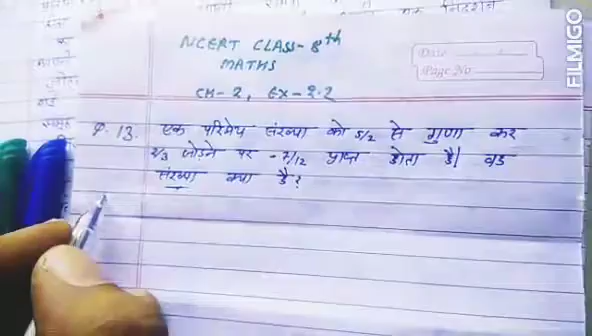 NCERT CLASS-8th
MATHS
CH-2, EX-2.2
Date
Page No
Q.13. एक परिमेय संख्या को 5/2 से गुणा कर
2/3 जोड़ने पर -7/12 प्राप्त होता है। वह
संख्या क्या है?
FILMIGO